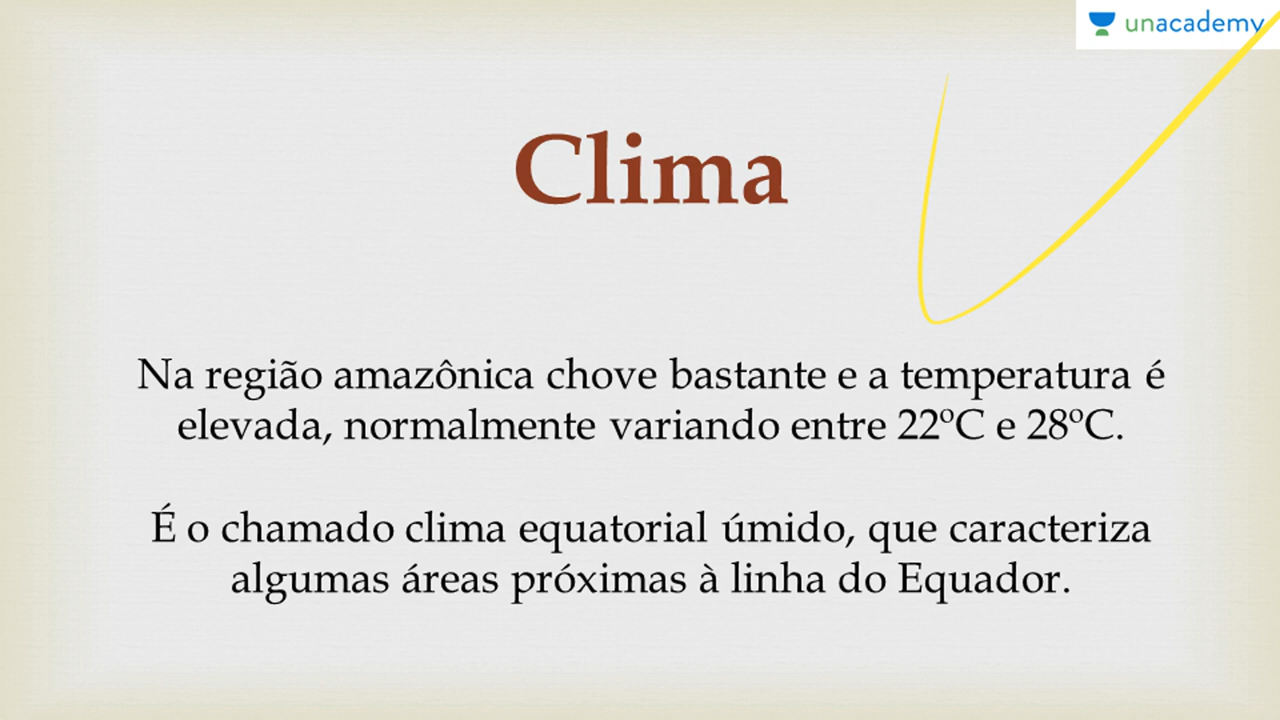 unacademy
Clima
Na região amazônica chove bastante e a temperatura é
elevada, normalmente variando entre 22ºC e 28ºC.
É o chamado clima equatorial úmido, que caracteriza
algumas áreas próximas à linha do Equador.